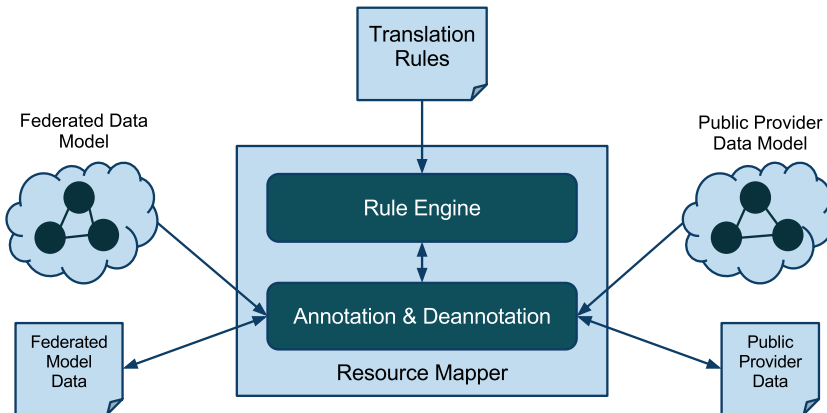 Translation
Rules
Federated Data
Model
Public Provider
Data Model
Rule Engine
Annotation & Deannotation
Federated
Model
Data
Public
Provider
Data
Resource Mapper